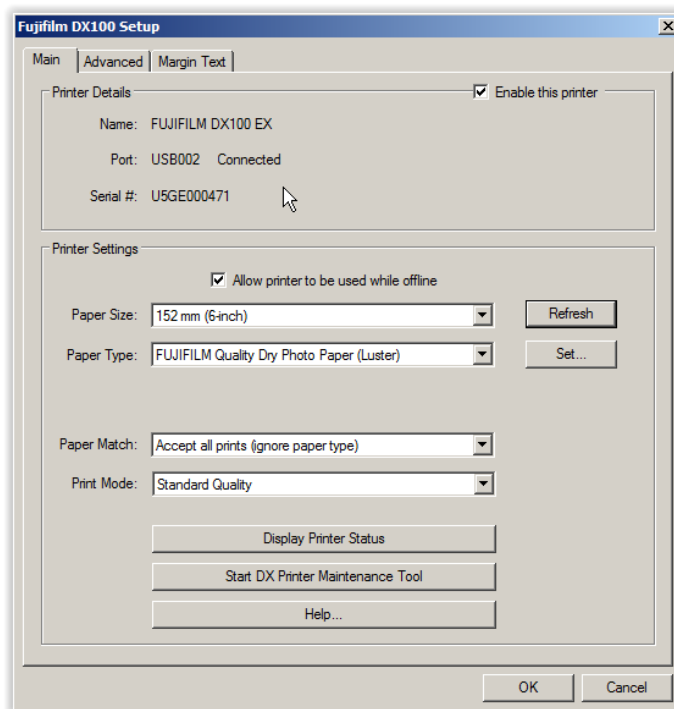 Fujifilm DX100 Setup
Main Advanced Margin Text
Printer Details Enable this printer
Name: FUJIFILM DX100 EX
Port: USB002 Connected
Serial #: U5GE000471
Printer Settings
Allow printer to be used while offline
Paper Size: 152 mm (6-inch) Refresh
Paper Type: FUJIFILM Quality Dry Photo Paper (Luster) Set...
Paper Match: Accept all prints (ignore paper type)
Print Mode: Standard Quality
Display Printer Status
Start DX Printer Maintenance Tool
Help...
OK Cancel